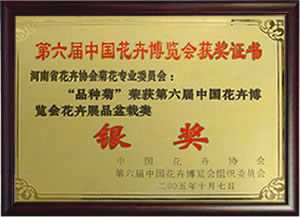 第六届中国花卉博览会获奖证书
河南省花卉协会菊花专业委员会：
“品种菊”荣获第六届中国花卉博
览会花卉展品盆栽类
银奖
中国花卉协会
第六届中国花卉博览会组织委员会
二00五年十月七日